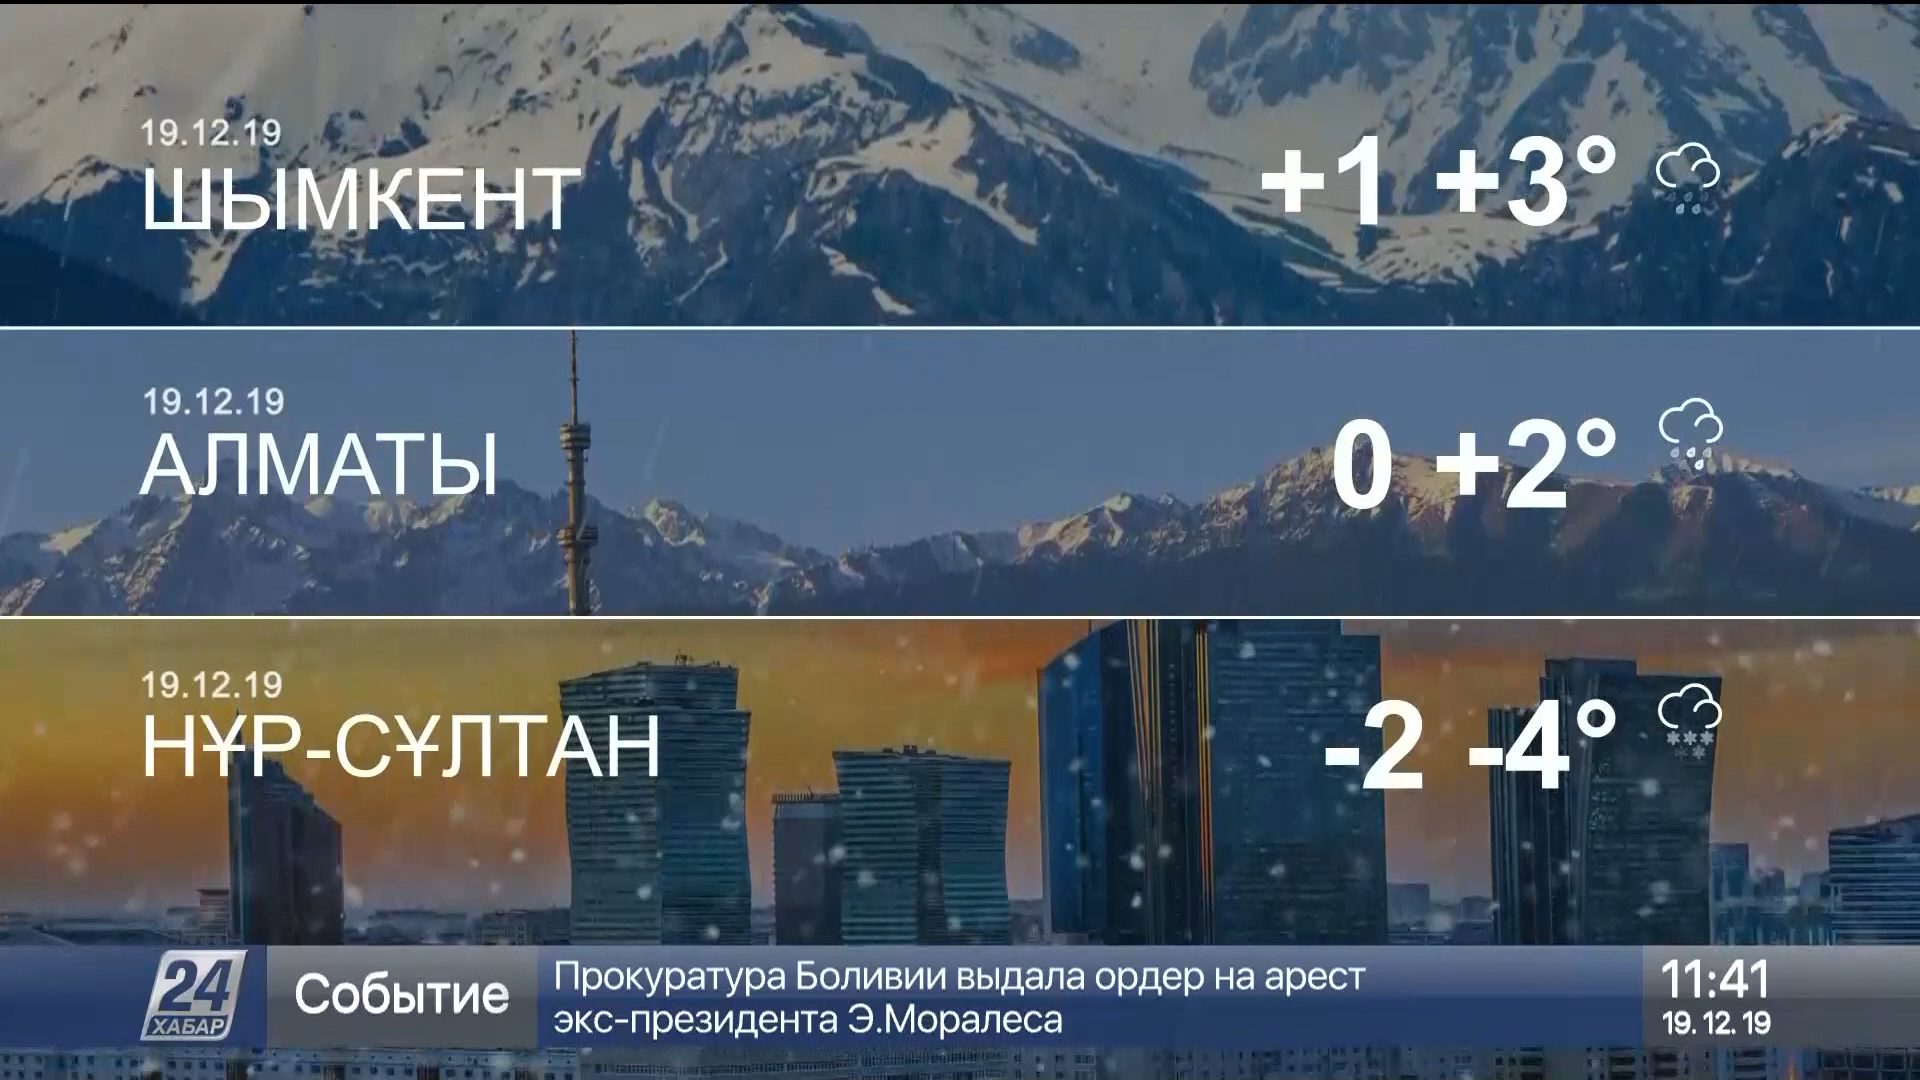 19.12.19
ШЫМКЕНТ
+1 +3°
19.12.19
АЛМАТЫ
0 +2°
19.12.19
НҰР-СҰЛТАН
-2 -4°
24
ХАБАР
Событие
Прокуратура Боливии выдала ордер на арест
экс-президента Э.Моралеса
11:41
19. 12. 19